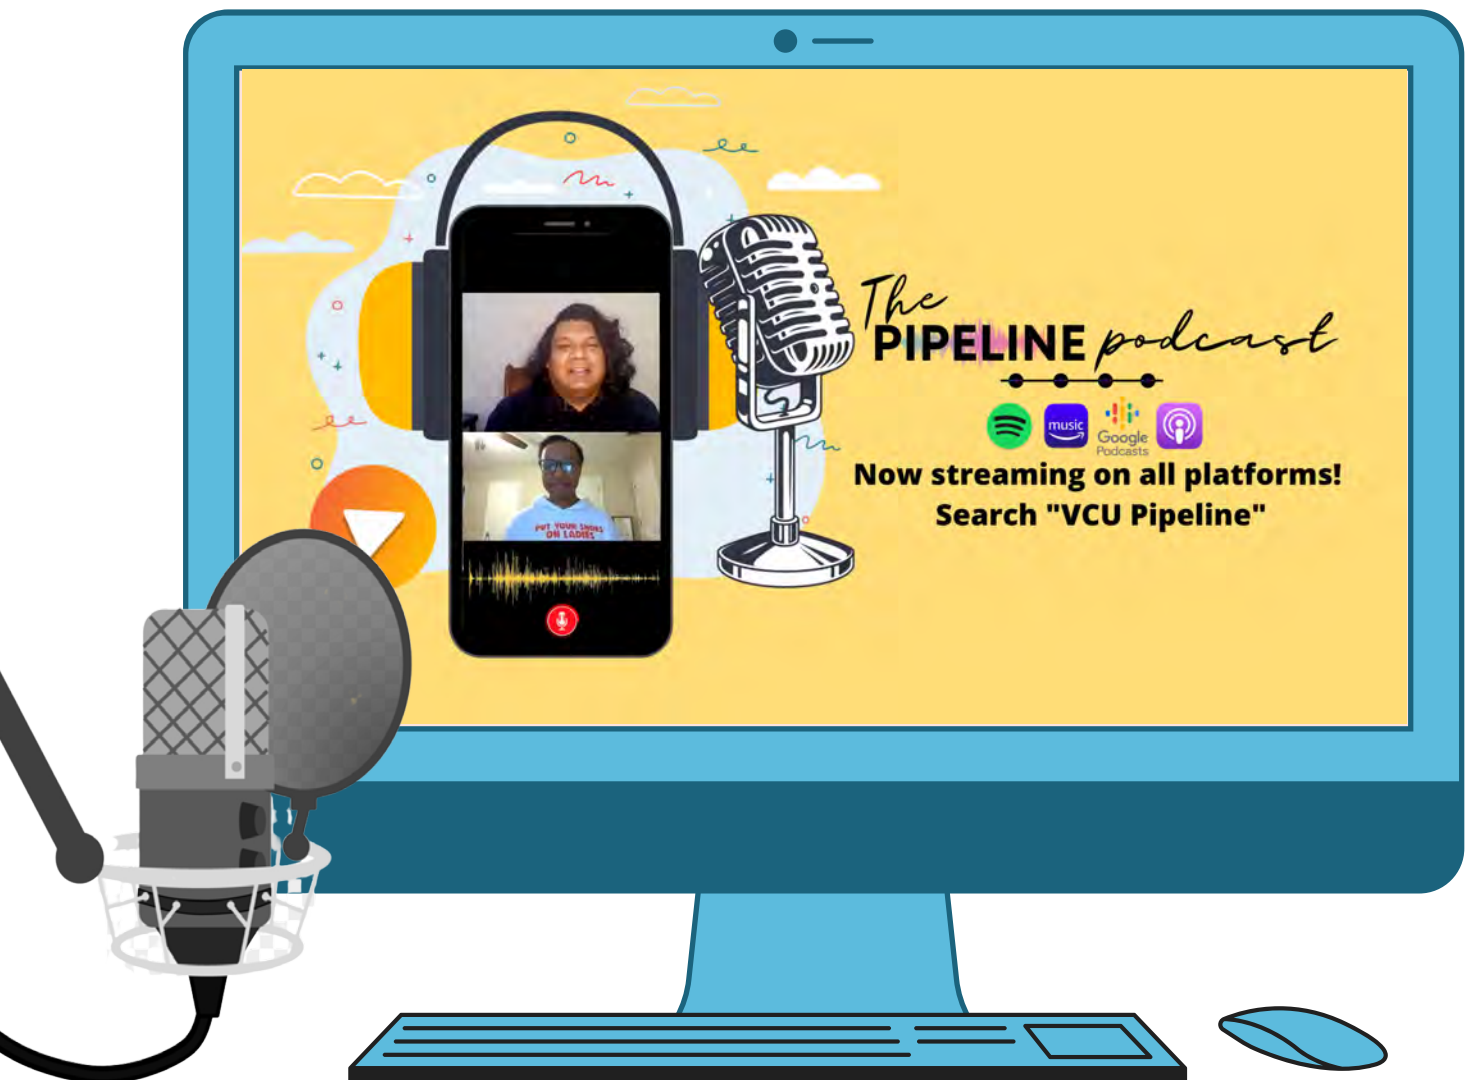 The
PIPELINE podcast
music
Google
Podcasts
Now streaming on all platforms!
Search "VCU Pipeline"
PUT YOUR SHOES
ON LADIES